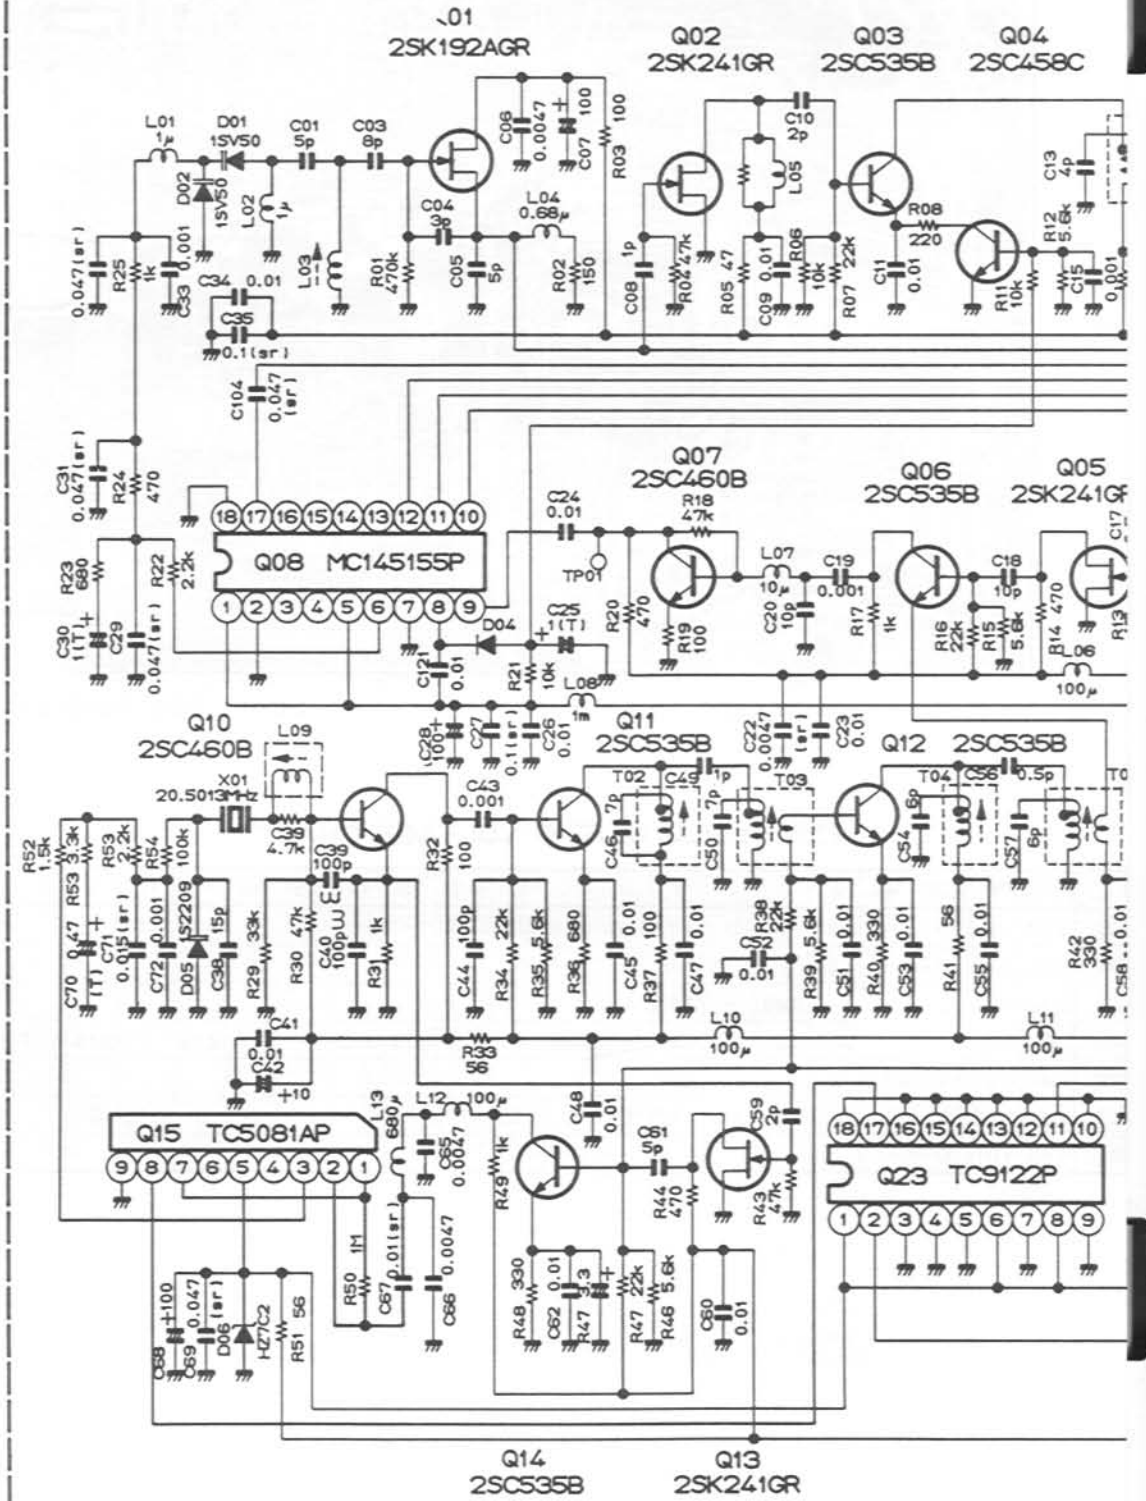 Q01
2SK192AGR
Q02
2SK241GR
Q03
2SC535B
Q04
2SC458C
L01
1μ
D01
1SV50
D02
1SV50
C01
5p
C03
8p
L02
1μ
C06
0.0047
C07
100
+
R03
100
C10
2p
L05
C13
4p
R08
220
C04
3p
L04
0.68μ
C05
5p
R02
150
R01
470k
L03
C08
1p
R04
47k
R05
47
C09
0.01
R06
10k
R07
22k
C11
0.01
R11
10k
R12
5.6k
C15
0.001
0.047(sr)
R25
1k
C33
0.001
C34
0.01
C35
0.1(sr)
C104
0.047
(sr)
C31
0.047(sr)
R24
470
18 17 16 15 14 13 12 11 10
Q08 MC145155P
1 2 3 4 5 6 7 8 9
R23
680
R22
2.2k
C30
1(T)
+
C29
0.047(sr)
C24
0.01
TP01
Q07
2SC460B
R18
47k
Q06
2SC535B
Q05
2SK241GR
C17
L07
10μ
C19
0.001
C20
10p
R17
1k
C18
10p
R20
470
R19
100
R16
22k
R15
5.6k
R14
470
R13
L06
100μ
D04
C25
1(T)
+
C121
0.01
R21
10k
L08
1m
C28
100
+
C27
0.1(sr)
C26
0.01
C22
0.0047
(sr)
C23
0.01
Q10
2SC460B
L09
X01
20.5013MHz
C39
4.7k
Q11
2SC535B
Q12
2SC535B
C43
0.001
T02
C49
1p
T03
T04
C56
0.5p
7p
C46
7p
C50
6p
C54
C57
6p
R52
1.5k
R53
3.3k
R53
2.2k
R54
100k
C39
100p
C70
0.47
(T)
+
C71
0.015(sr)
C72
0.001
D05
1S2209
C38
15p
R29
33k
R30
47k
C40
100p
R31
1k
R32
100
C44
100p
R34
22k
R35
5.6k
R36
680
C45
0.01
R37
100
C47
0.01
R38
22k
C52
0.01
R39
5.6k
C51
0.01
R40
330
C53
0.01
R41
56
C55
0.01
R42
330
C58
0.01
C41
0.01
C42
+10
R33
56
L10
100μ
L11
100μ
Q15 TC5081AP
9 8 7 6 5 4 3 2 1
L13
680μ
L12
100μ
C65
0.0047
R49
1k
C48
0.01
C61
5p
R44
470
C59
2p
R43
47k
18 17 16 15 14 13 12 11 10
Q23 TC9122P
1 2 3 4 5 6 7 8 9
R50
1M
C67
0.01(sr)
C66
0.0047
R48
330
C62
0.01
R47
3.3
+
R47
22k
R46
5.6k
C60
0.01
C68
+100
C69
0.047
(sr)
D06
HZ7C2
R51
56
Q14
2SC535B
Q13
2SK241GR